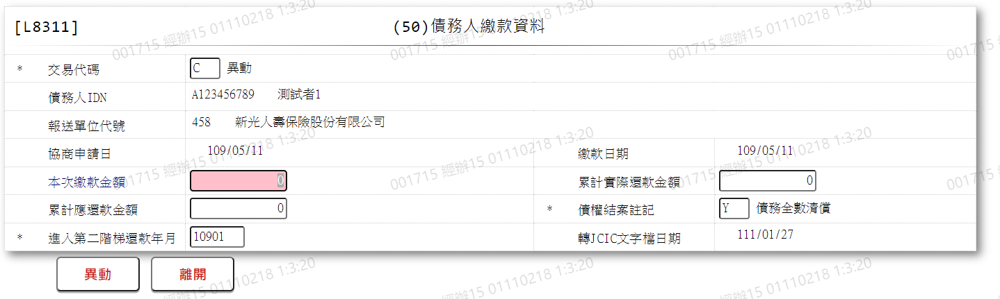 [L8311] (50)債務人繳款資料
* 交易代碼 C 異動
債務人IDN A123456789 測試者1
報送單位代號 458 新光人壽保險股份有限公司
協商申請日 109/05/11 繳款日期 109/05/11
本次繳款金額 0 累計實際還款金額 0
累計應還款金額 0 * 債權結案註記 Y 債務全數清償
* 進入第二階梯還款年月 10901 轉JCIC文字檔日期 111/01/27
異動 離開
001715 經辦15 01110218 1:3:20